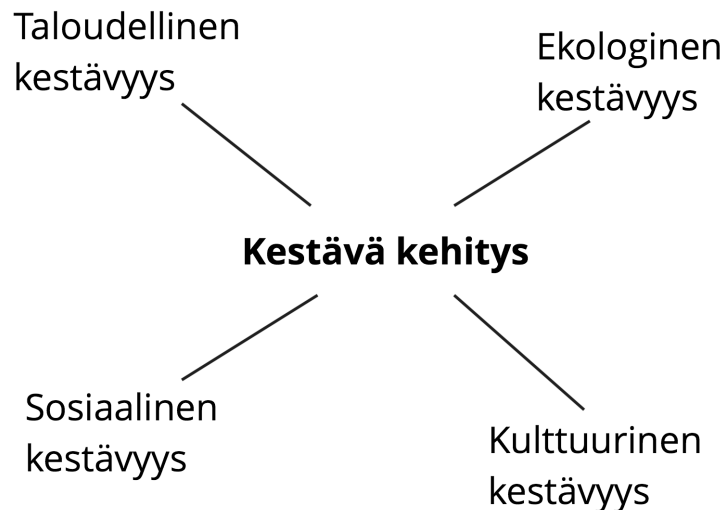 Taloudellinen
kestävyys
Ekologinen
kestävyys
Kestävä kehitys
Sosiaalinen
kestävyys
Kulttuurinen
kestävyys